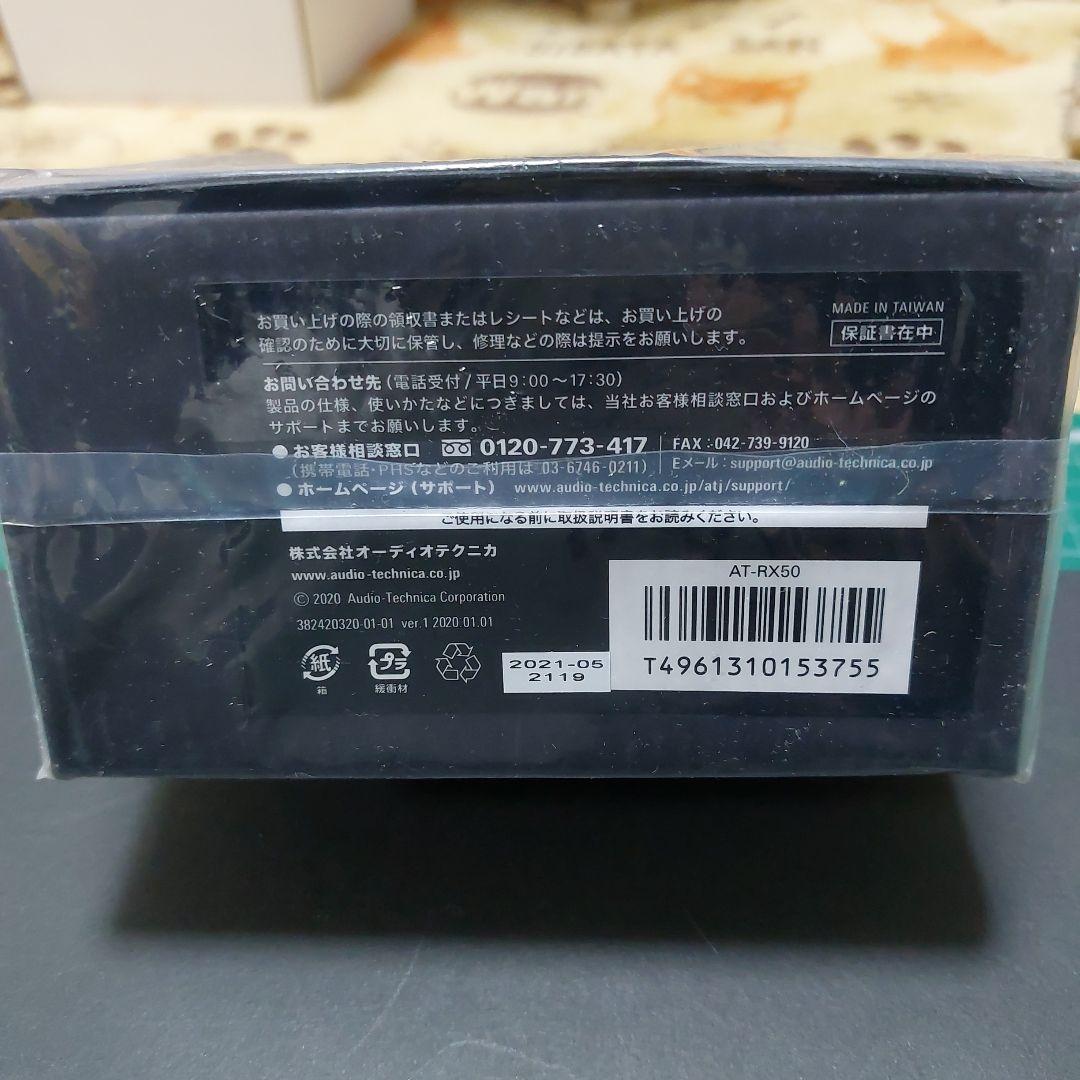 お買い上げの際の領収書またはレシートなどは、お買い上げの
確認のために大切に保管し、修理などの際は提示をお願いします。
MADE IN TAIWAN
保証書在中
お問い合わせ先(電話受付/平日9:00〜17:30)
製品の仕様、使いかたなどにつきましては、当社お客様相談窓口およびホームページの
サポートまでお願いします。
●お客様相談窓口 0120-773-417 FAX:042-739-9120
(携帯電話・PHSなどのご利用は 03-6746-0211) Eメール:support@audio-technica.co.jp
●ホームページ(サポート) www.audio-technica.co.jp/atj/support/
ご使用になる前に取扱説明書をお読みください。
株式会社オーディオテクニカ
www.audio-technica.co.jp
© 2020 Audio-Technica Corporation
382420320-01-01 ver.1 2020.01.01
紙
箱
プラ
緩衝材
2021-05
2119
AT-RX50
T4961310153755